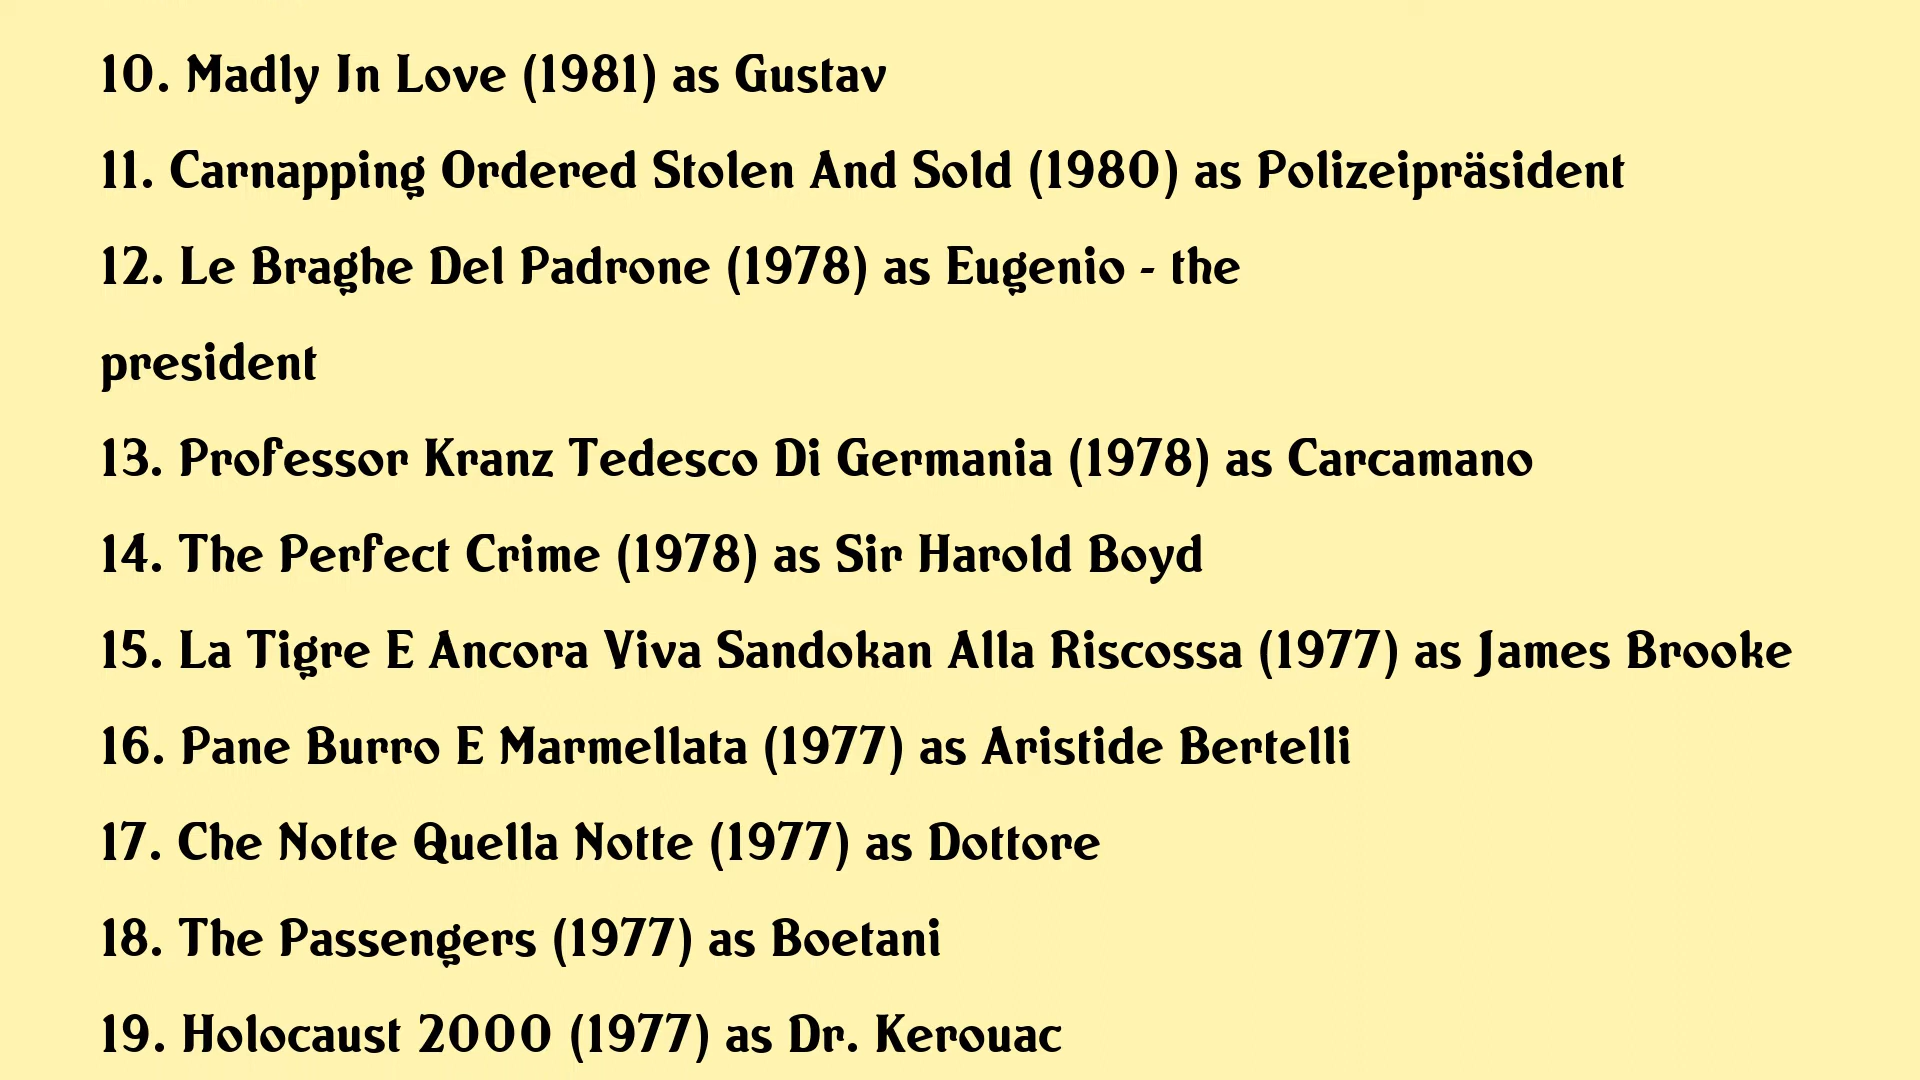 10. Madly In Love (1981) as Gustav
11. Carnapping Ordered Stolen And Sold (1980) as Polizeipräsident
12. Le Braghe Del Padrone (1978) as Eugenio - the
president
13. Professor Kranz Tedesco Di Germania (1978) as Carcamano
14. The Perfect Crime (1978) as Sir Harold Boyd
15. La Tigre E Ancora Viva Sandokan Alla Riscossa (1977) as James Brooke
16. Pane Burro E Marmellata (1977) as Aristide Bertelli
17. Che Notte Quella Notte (1977) as Dottore
18. The Passengers (1977) as Boetani
19. Holocaust 2000 (1977) as Dr. Kerouac